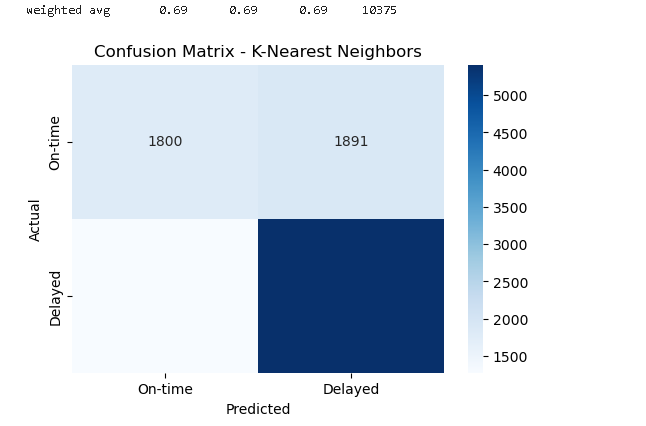 weighted avg 0.69 0.69 0.69 10375
Confusion Matrix - K-Nearest Neighbors
On-time
1800 1891
Actual
Delayed
On-time Delayed
Predicted
5000
4500
4000
3500
3000
2500
2000
1500